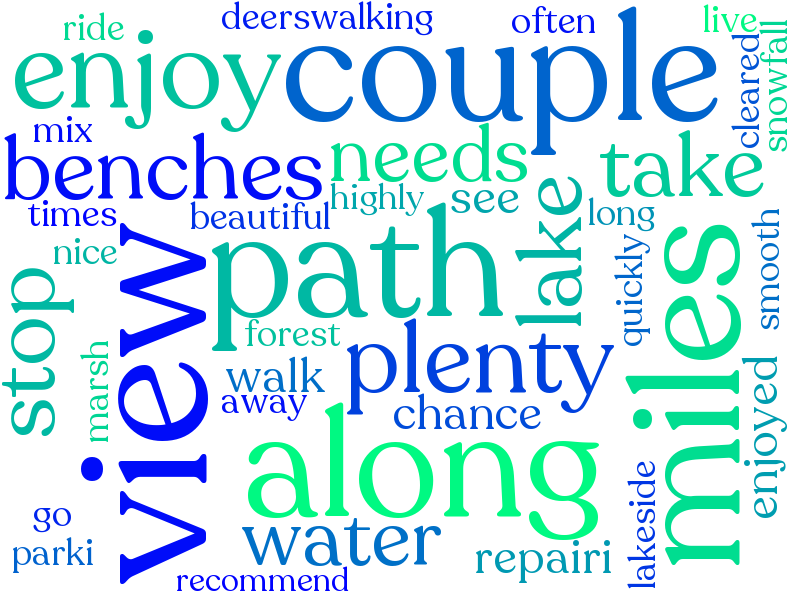 ride
deerswalking
often
live
enjoy
couple
cleared
snowfall
mix
benches
needs
take
times
beautiful
highly
see
lake
long
nice
view
path
quickly
smooth
miles
stop
forest
marsh
walk
plenty
away
chance
enjoyed
along
go
water
lakeside
parki
repairi
recommend